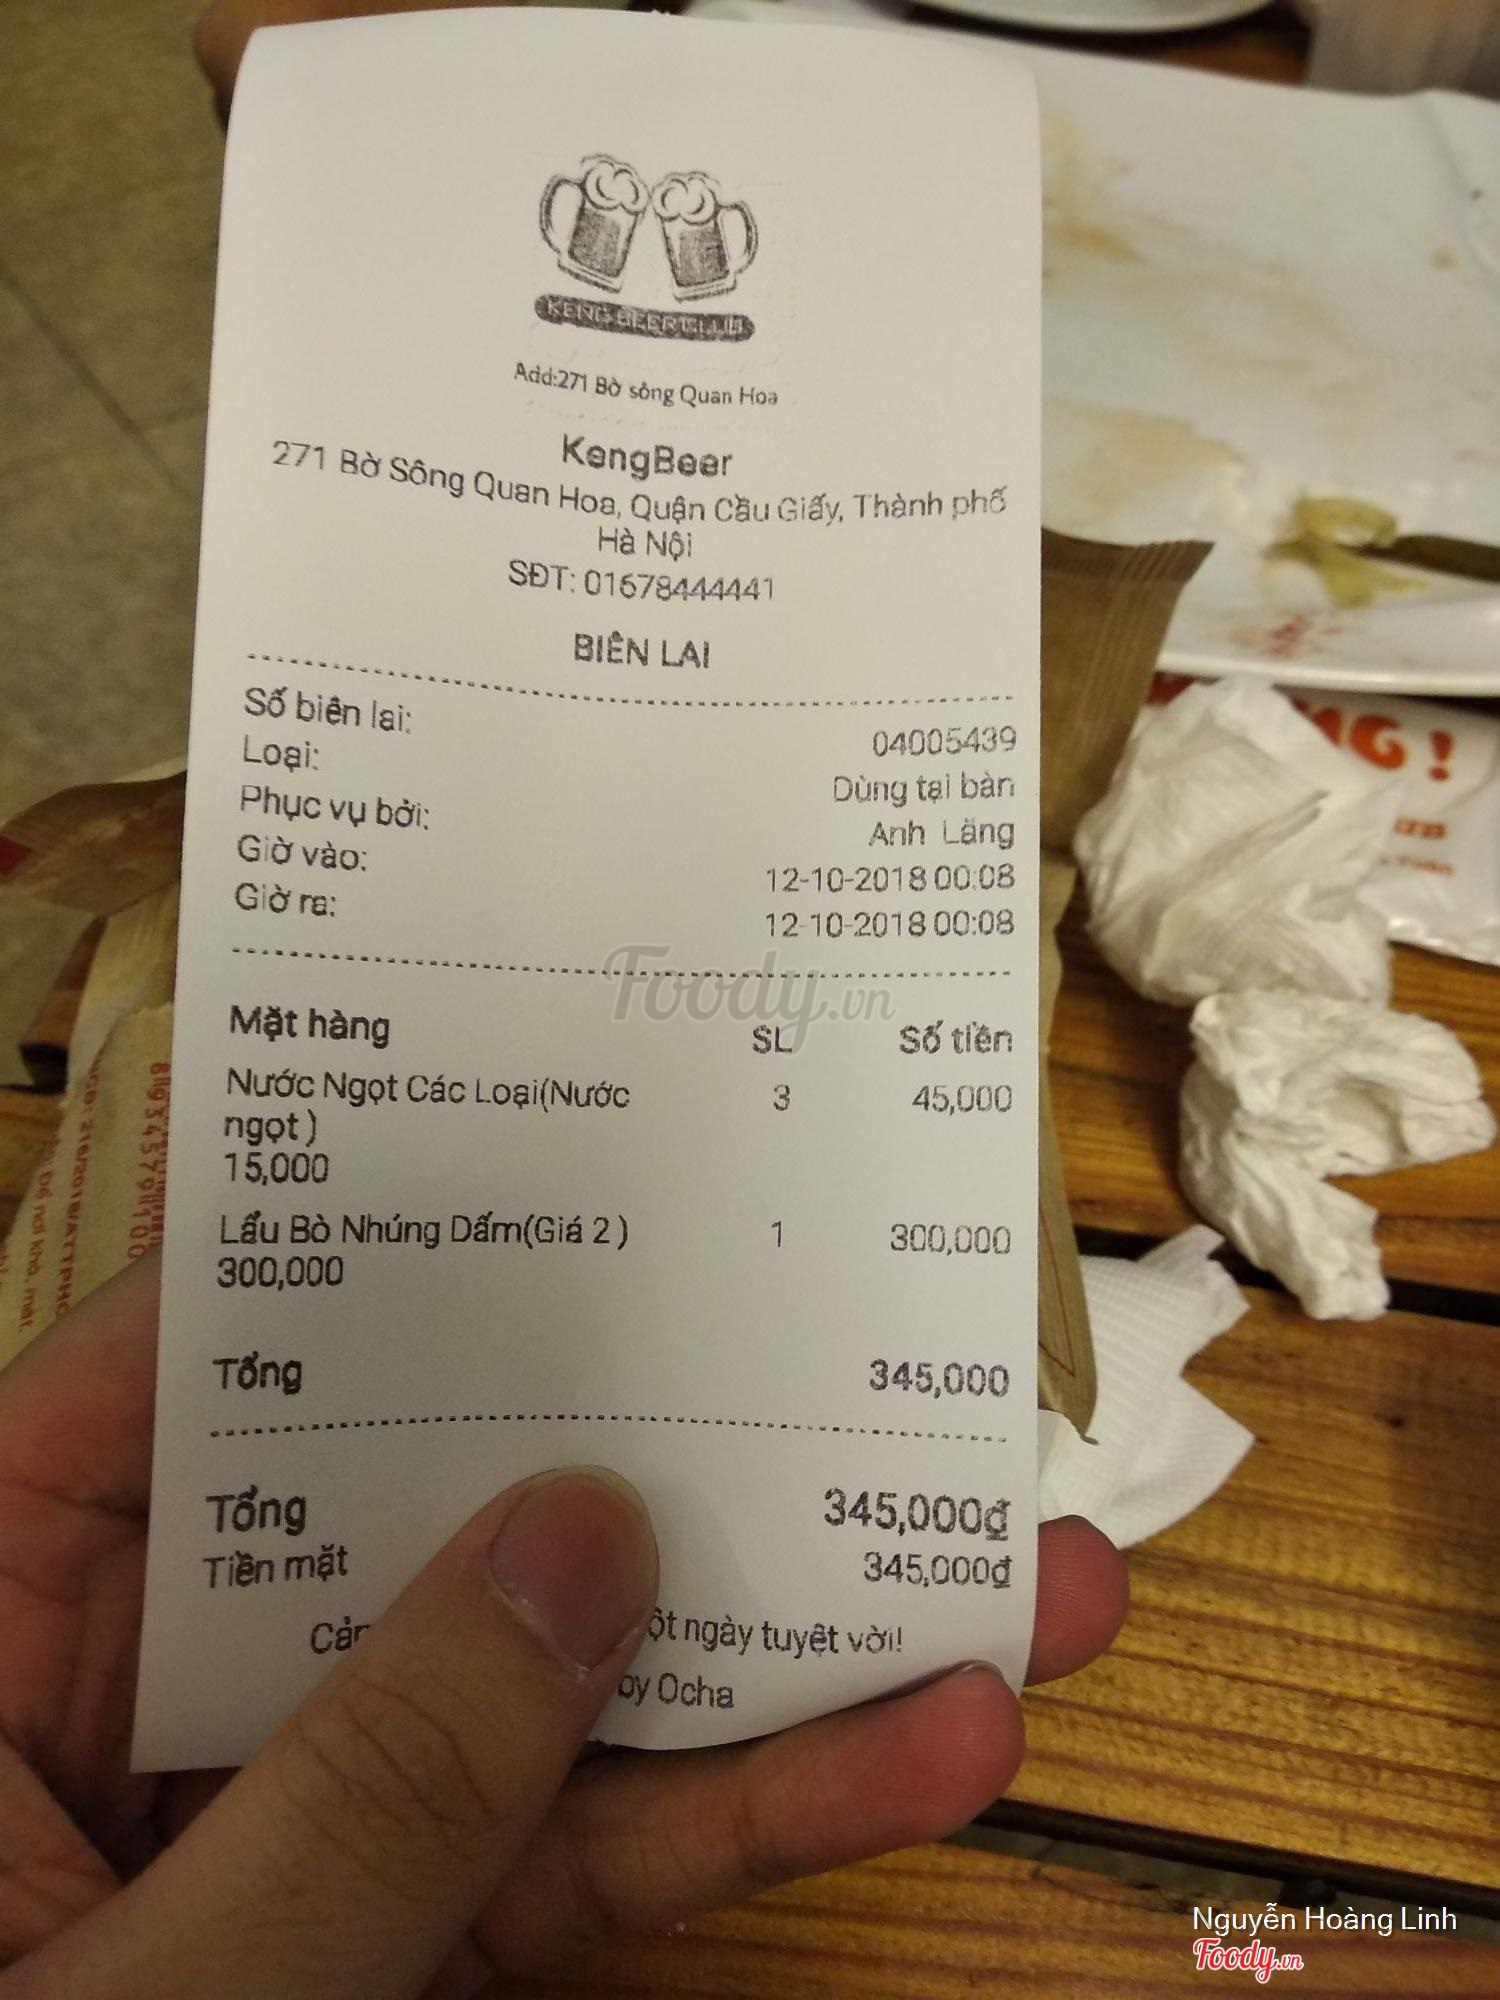 KENG BEER CLUB
Add:271 Bờ sông Quan Hoa
KengBeer
271 Bờ Sông Quan Hoa, Quận Cầu Giấy, Thành phố
Hà Nội
SĐT: 01678444441
BIÊN LAI
Số biên lai: 04005439
Loại: Dùng tại bàn
Phục vụ bởi: Anh Lăng
Giờ vào: 12-10-2018 00:08
Giờ ra: 12-10-2018 00:08
Foody.vn
Mặt hàng SL Số tiền
Nước Ngọt Các Loại(Nước 3 45,000
ngọt )
15,000
Lẩu Bò Nhúng Dấm(Giá 2 ) 1 300,000
300,000
Tổng 345,000
Tổng 345,000₫
Tiền mặt 345,000₫
ngày tuyệt vời!
by Ocha
Nguyễn Hoàng Linh
Foody.vn